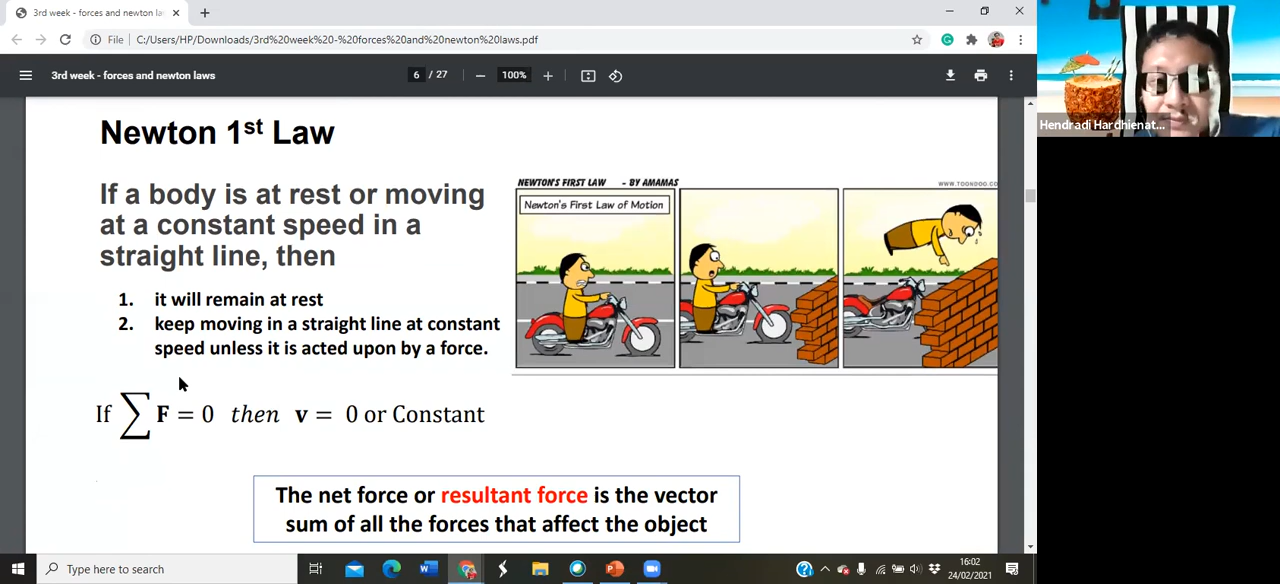 3rd week - forces and newton la
File
C:/Users/HP/Downloads/3rd%20week%20-%20forces%20and%20newton%20laws.pdf
3rd week - forces and newton laws
6 / 27
100%
Hendradi Hardhienat...
Newton 1st Law
If a body is at rest or moving
at a constant speed in a
straight line, then
1. it will remain at rest
2. keep moving in a straight line at constant
speed unless it is acted upon by a force.
If ∑ F = 0 then v = 0 or Constant
NEWTON'S FIRST LAW - BY AMAMAS
WWW.TOONDOO.CO
Newton's First Law of Motion
The net force or resultant force is the vector
sum of all the forces that affect the object
Type here to search
16:02
24/02/2021